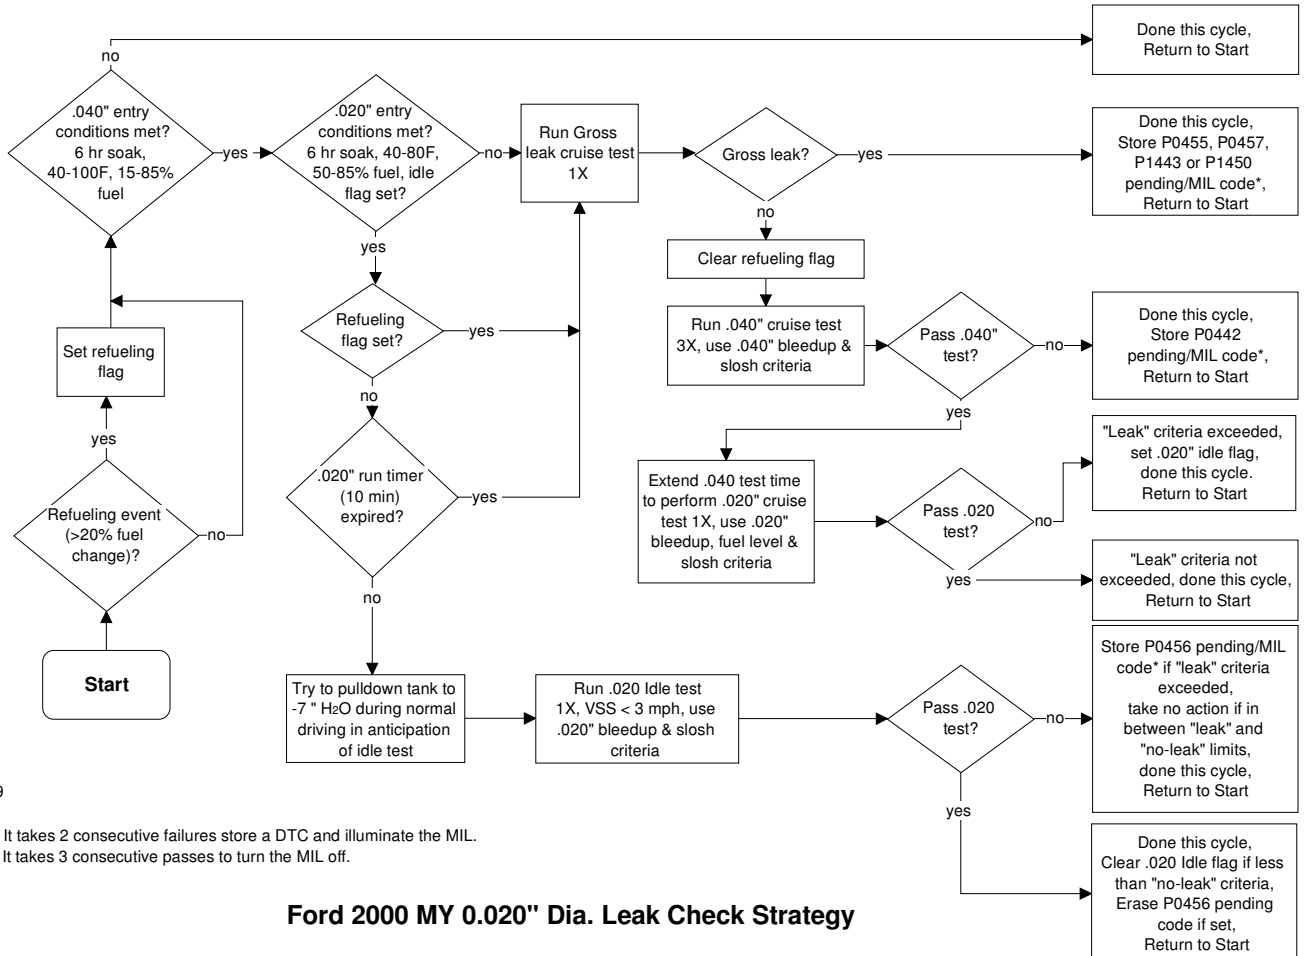 no
Done this cycle,
Return to Start
.040" entry
conditions met?
6 hr soak,
40-100F, 15-85%
fuel
yes
.020" entry
conditions met?
6 hr soak, 40-80F,
50-85% fuel, idle
flag set?
no
Run Gross
leak cruise test
1X
Gross leak?
yes
Done this cycle,
Store P0455, P0457,
P1443 or P1450
pending/MIL code*,
Return to Start
no
Clear refueling flag
yes
Refueling
flag set?
yes
Set refueling
flag
Run .040" cruise test
3X, use .040" bleedup &
slosh criteria
Pass .040"
test?
no
Done this cycle,
Store P0442
pending/MIL code*,
Return to Start
no
yes
yes
.020" run timer
(10 min)
expired?
yes
Refueling event
(>20% fuel
change)?
no
Extend .040 test time
to perform .020" cruise
test 1X, use .020"
bleedup, fuel level &
slosh criteria
Pass .020
test?
no
"Leak" criteria exceeded,
set .020" idle flag,
done this cycle.
Return to Start
yes
"Leak" criteria not
exceeded, done this cycle,
Return to Start
no
Start
Try to pulldown tank to
-7 " H2O during normal
driving in anticipation
of idle test
Run .020 Idle test
1X, VSS < 3 mph, use
.020" bleedup & slosh
criteria
Pass .020
test?
no
Store P0456 pending/MIL
code* if "leak" criteria
exceeded,
take no action if in
between "leak" and
"no-leak" limits,
done this cycle,
Return to Start
yes
Done this cycle,
Clear .020 Idle flag if less
than "no-leak" criteria,
Erase P0456 pending
code if set,
Return to Start
9
It takes 2 consecutive failures store a DTC and illuminate the MIL.
It takes 3 consecutive passes to turn the MIL off.
Ford 2000 MY 0.020" Dia. Leak Check Strategy